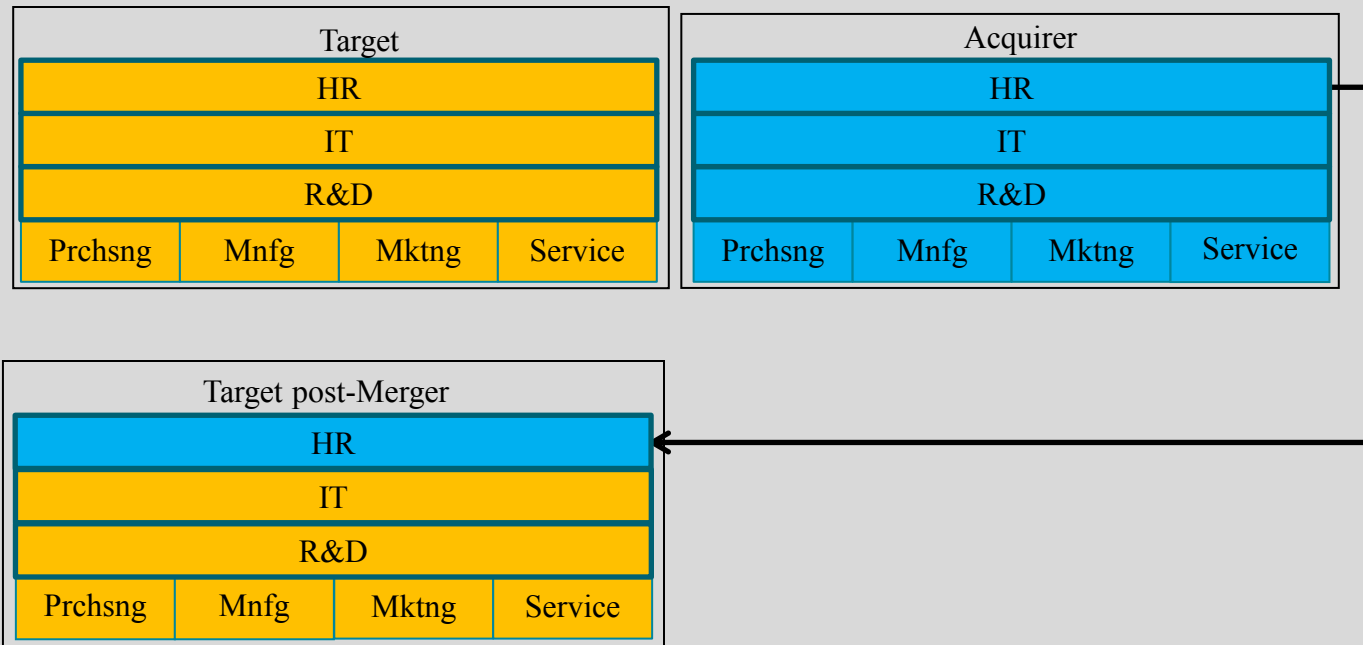 Target
HR
IT
R&D
Prchsng Mnfg Mktng Service
Acquirer
HR
IT
R&D
Prchsng Mnfg Mktng Service
Target post-Merger
HR
IT
R&D
Prchsng Mnfg Mktng Service